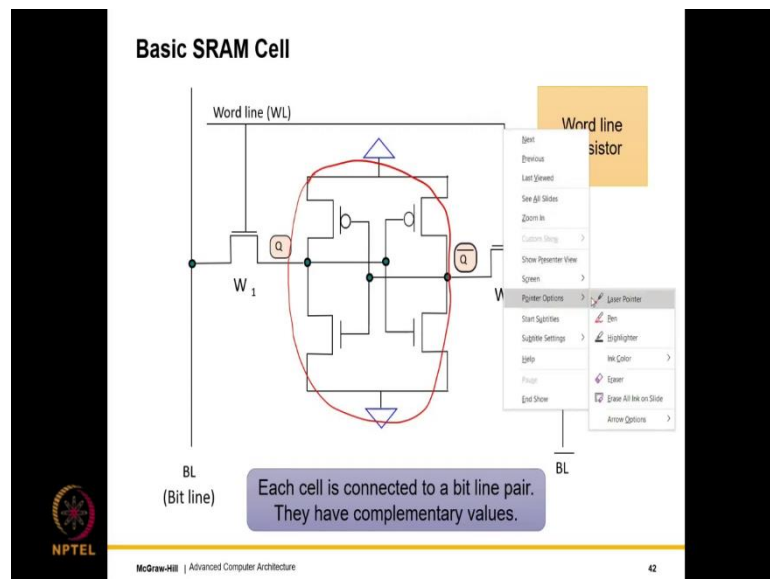 Basic SRAM Cell
Word line (WL)
Word line
sistor
Q
Q̅
W 1
W
BL
(Bit line)
B̅L̅
Each cell is connected to a bit line pair.
They have complementary values.
Next
Previous
Last Viewed
See All Slides
Zoom In
Custom Show
Show Presenter View
Screen
Pointer Options
Start Subtitles
Subtitle Settings
Help
Pause
End Show
Laser Pointer
Pen
Highlighter
Ink Color
Eraser
Erase All Ink on Slide
Arrow Options
NPTEL
McGraw-Hill | Advanced Computer Architecture
42